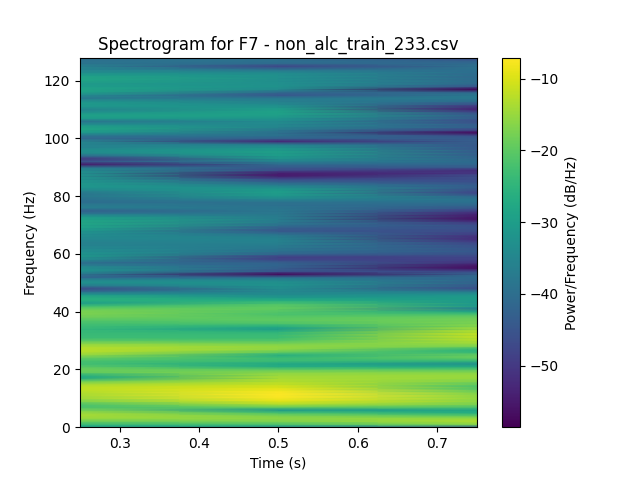 Spectrogram for F7 - non_alc_train_233.csv
120
100
80
60
40
20
0
Frequency (Hz)
0.3 0.4 0.5 0.6 0.7
Time (s)
−10
−20
−30
−40
−50
Power/Frequency (dB/Hz)